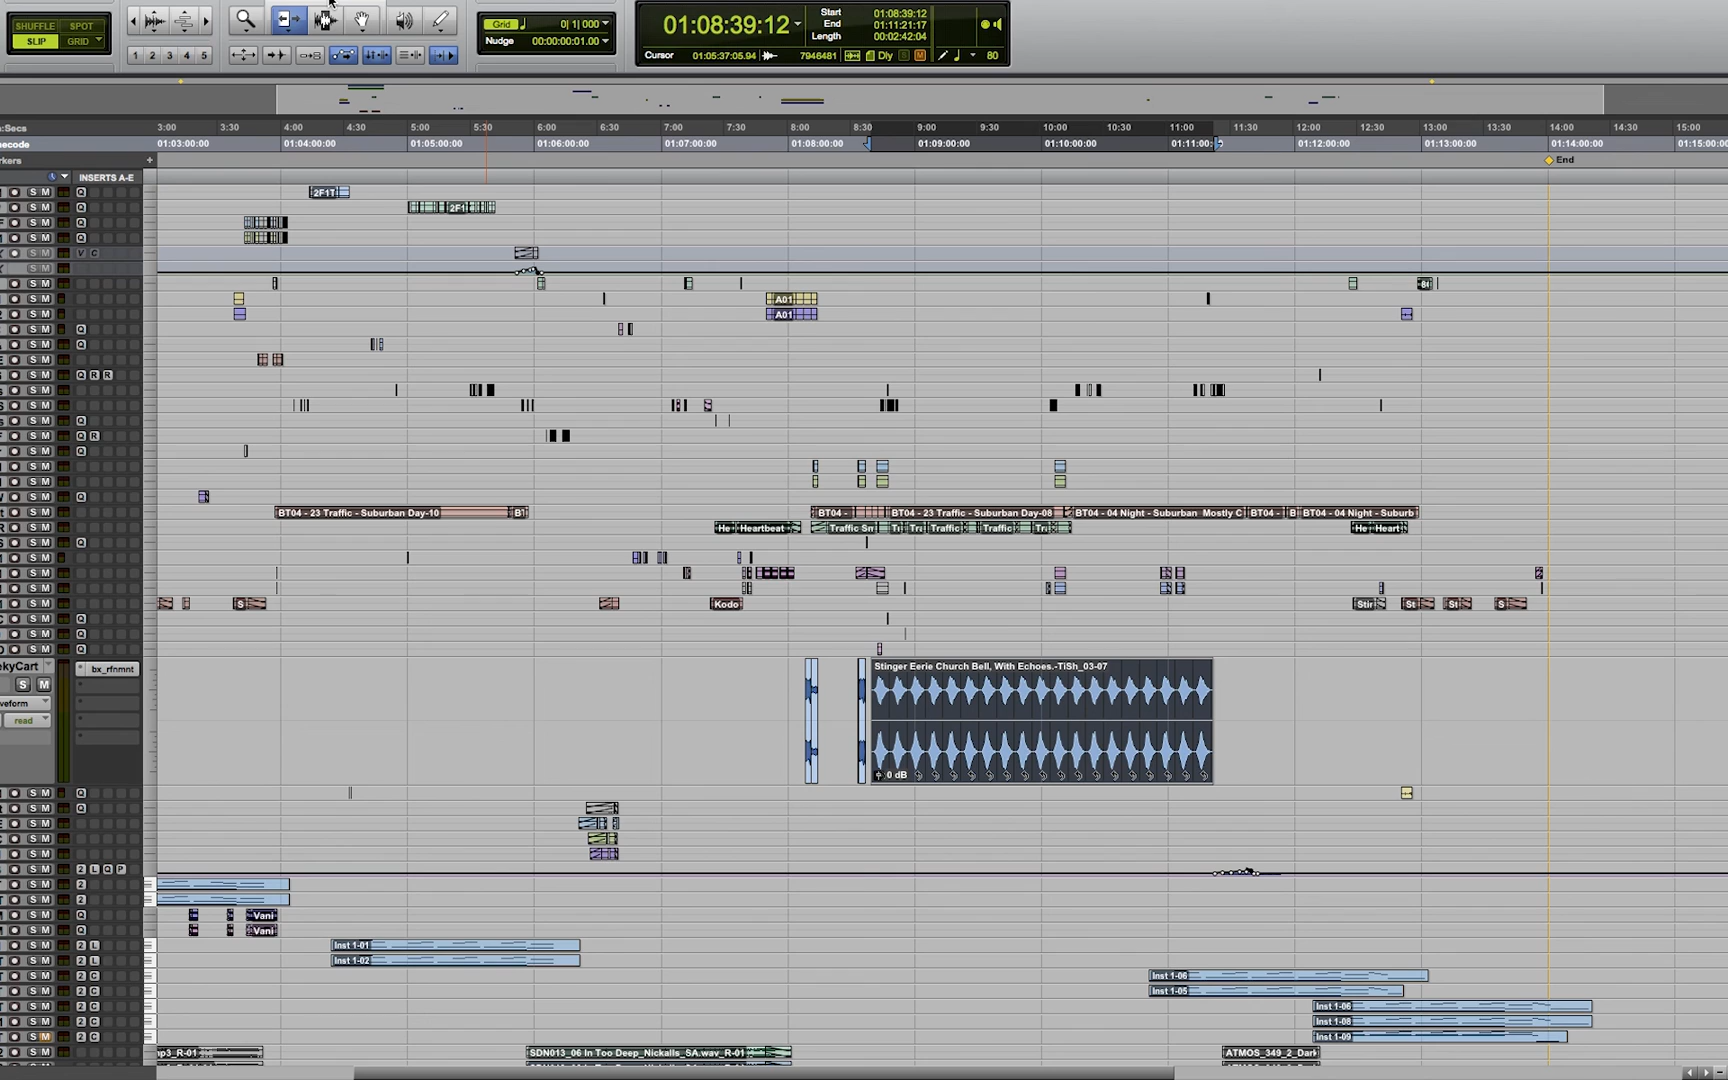 SHUFFLE SPOT
SLIP GRID
1 2 3 4 5
Grid 0| 1| 000
Nudge 00:00:00:01.00
01:08:39:12
Start 01:08:39:12
End 01:11:21:17
Length 00:02:42:04
Cursor 01:05:37:05.94 7946481 Dly 80
3:00 3:30 4:00 4:30 5:00 5:30 6:00 6:30 7:00 7:30 8:00 8:30 9:00 9:30 10:00 10:30 11:00 11:30 12:00 12:30 13:00 13:30 14:00 14:30 15:00
01:03:00:00 01:04:00:00 01:05:00:00 01:06:00:00 01:07:00:00 01:08:00:00 01:09:00:00 01:10:00:00 01:11:00: 01:12:00:00 01:13:00:00 01:14:00:00 01:15:00:00
End
INSERTS A-E
2F1T
2F1
A01
A01
BT04 - 23 Traffic - Suburban Day-10 BT04 - BT04 - 23 Traffic - Suburban Day-08 BT04 - 04 Night - Suburban Mostly C BT04 - B BT04 - 04 Night - Suburb
He Heartbeat Traffic Sm Tra Traffic Traffic Tra He Heart
S Kodo Stir St St S
ekyCart bx_rfnmnt
S M
read
Stinger Eerie Church Bell, With Echoes.-TiSh_03-07
0 dB
Vani
Vani
Inst 1-01
Inst 1-02
Inst 1-06
Inst 1-05
Inst 1-06
Inst 1-08
Inst 1-09
p3_R-01 SDN013_06 In Too Deep_Nickalls_SA.wav_R-01 ATMOS_349_2_Dark